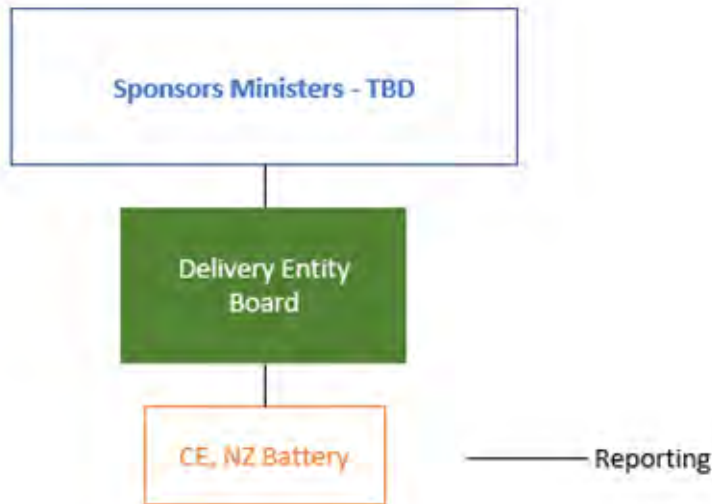 Sponsors Ministers - TBD
Delivery Entity
Board
CE, NZ Battery
Reporting